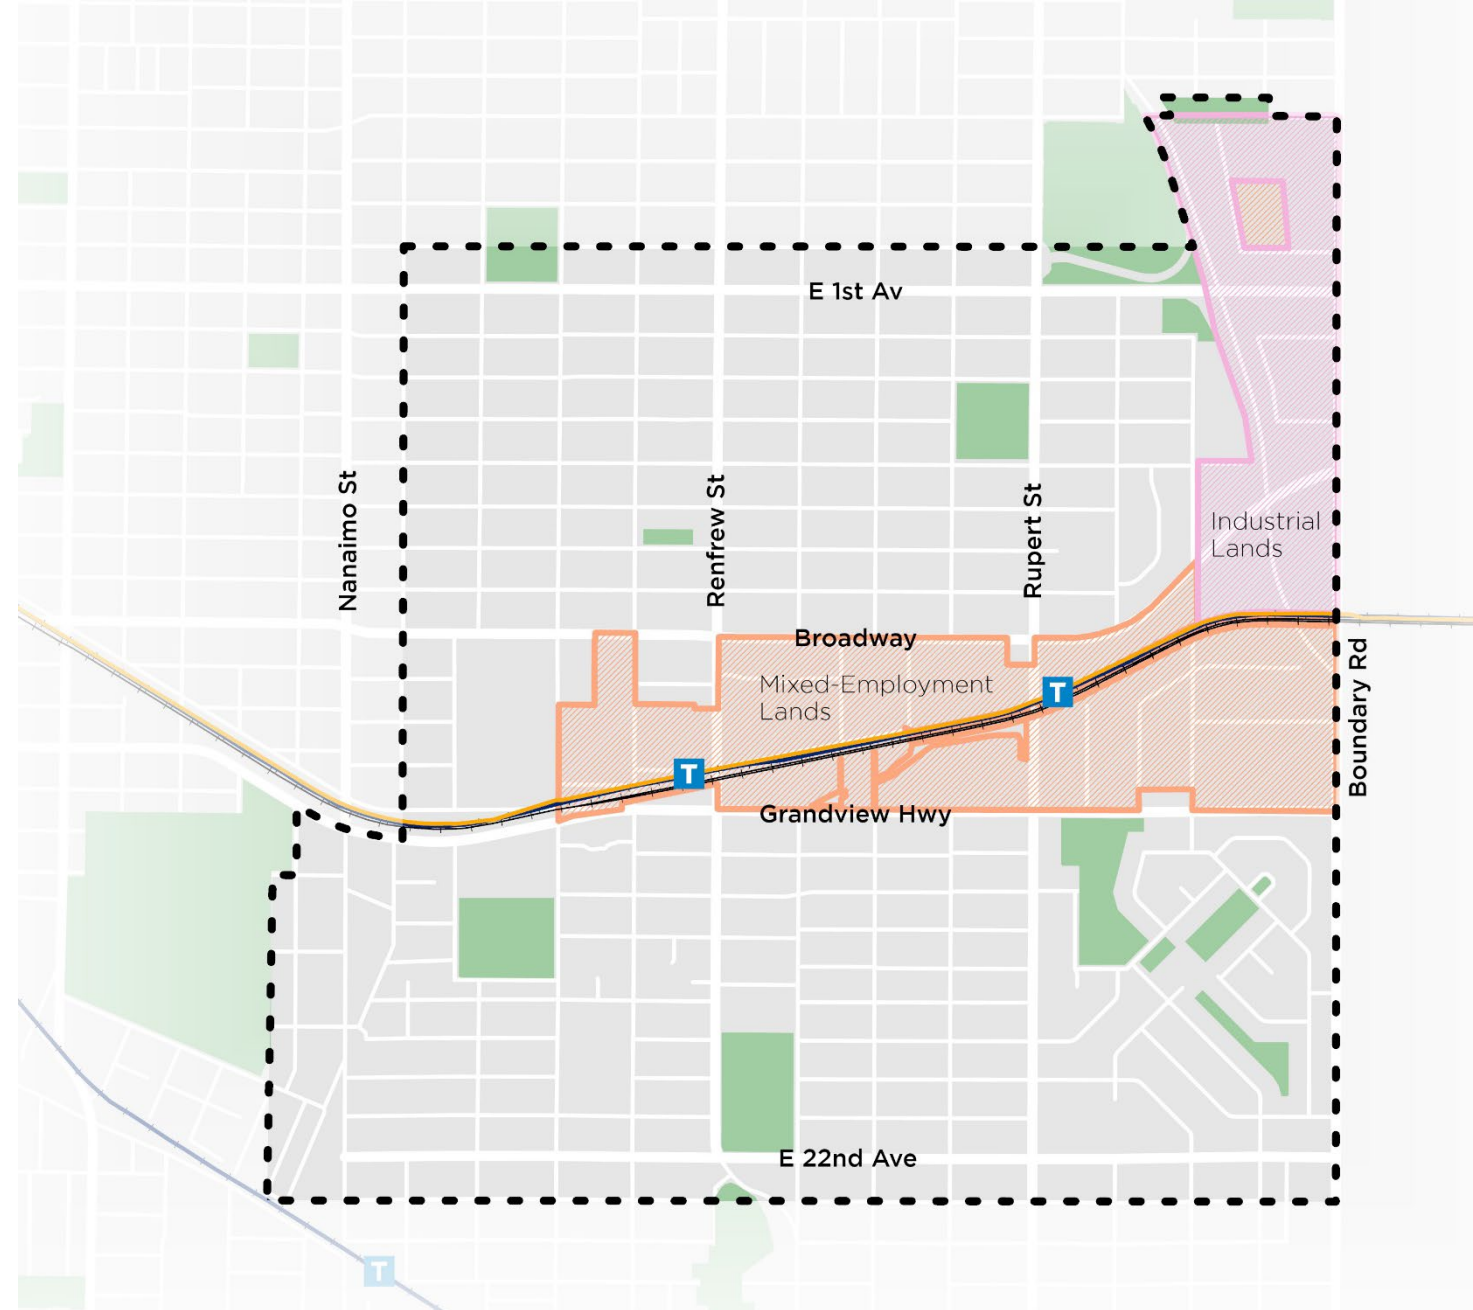 E 1st Av
Nanaimo St
Renfrew St
Rupert St
Industrial
Lands
Broadway
Mixed-Employment
Lands
T
Boundary Rd
T
Grandview Hwy
E 22nd Ave
T